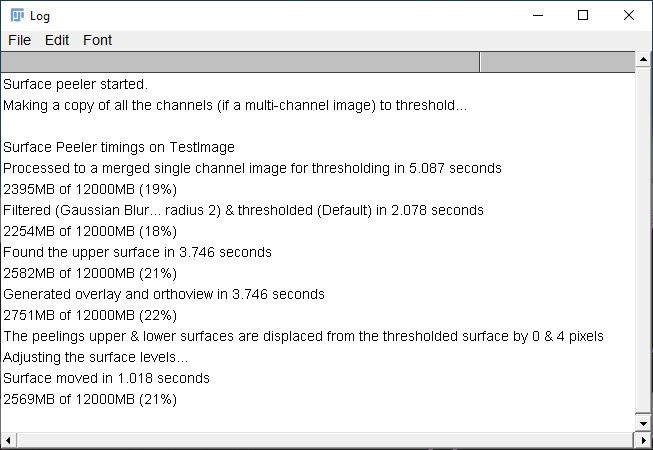 Log
File Edit Font
Surface peeler started.
Making a copy of all the channels (if a multi-channel image) to threshold...
Surface Peeler timings on TestImage
Processed to a merged single channel image for thresholding in 5.087 seconds
2395MB of 12000MB (19%)
Filtered (Gaussian Blur... radius 2) & thresholded (Default) in 2.078 seconds
2254MB of 12000MB (18%)
Found the upper surface in 3.746 seconds
2582MB of 12000MB (21%)
Generated overlay and orthoview in 3.746 seconds
2751MB of 12000MB (22%)
The peelings upper & lower surfaces are displaced from the thresholded surface by 0 & 4 pixels
Adjusting the surface levels...
Surface moved in 1.018 seconds
2569MB of 12000MB (21%)